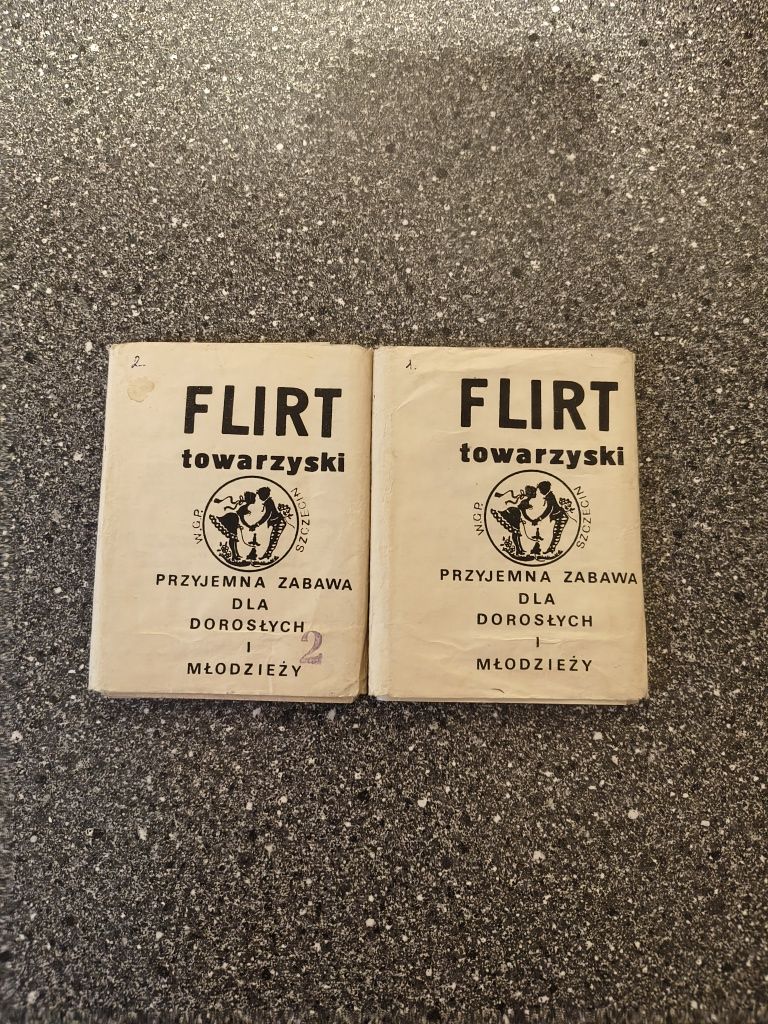 2.
FLIRT
towarzyski
W.G.P. SZCZECIN
PRZYJEMNA ZABAWA
DLA
DOROSŁYCH
I
MŁODZIEŻY
2
1.
FLIRT
towarzyski
W.G.P. SZCZECIN
PRZYJEMNA ZABAWA
DLA
DOROSŁYCH
I
MŁODZIEŻY